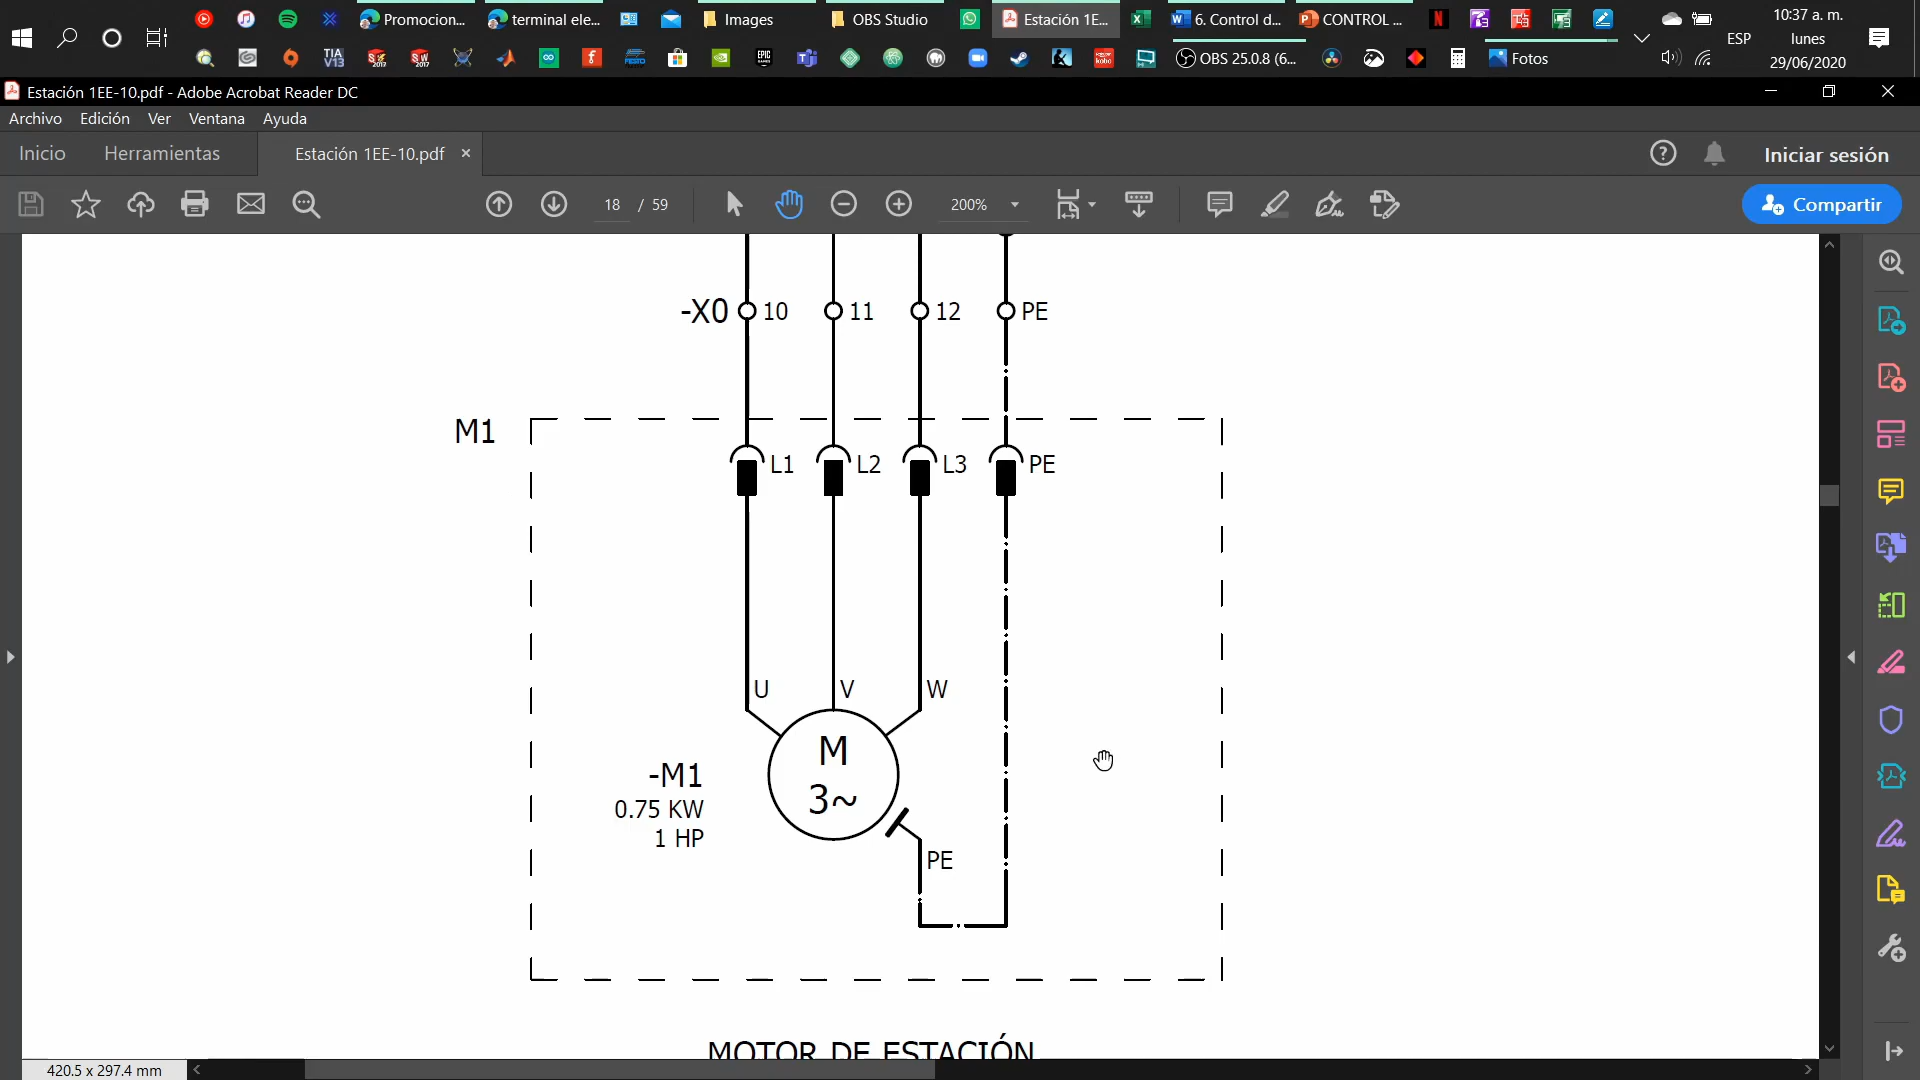 Promocion...
terminal ele...
Images
OBS Studio
Estación 1E...
6. Control d...
CONTROL ...
OBS 25.0.8 (6...
Fotos
ESP
10:37 a. m.
lunes
29/06/2020
Estación 1EE-10.pdf - Adobe Acrobat Reader DC
Archivo Edición Ver Ventana Ayuda
Inicio Herramientas Estación 1EE-10.pdf × Iniciar sesión
18 / 59 200% Compartir
-X0 10 11 12 PE
M1
L1 L2 L3 PE
U V W
M
3~
-M1
0.75 KW
1 HP
PE
MOTOR DE ESTACIÓN
420.5 x 297.4 mm